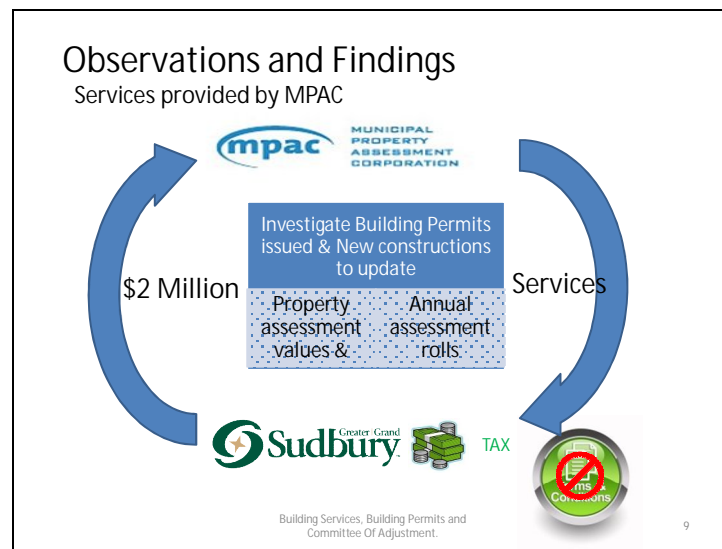 Observations and Findings
Services provided by MPAC
mpac
MUNICIPAL
PROPERTY
ASSESSMENT
CORPORATION
Investigate Building Permits
issued & New constructions
to update
$2 Million
Services
Property
assessment
values &
Annual
assessment
rolls
Greater Grand
Sudbury
TAX
Conditions
Building Services, Building Permits and
Committee Of Adjustment.
9